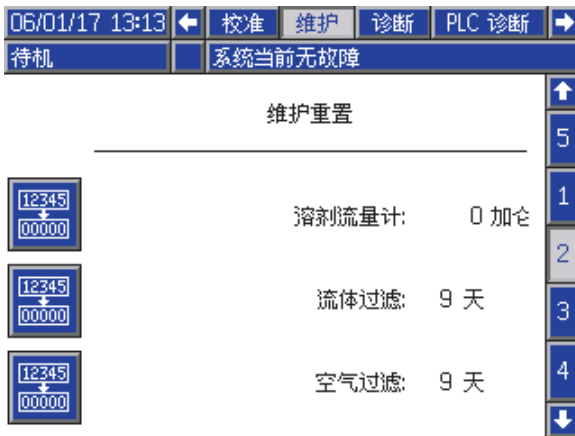 06/01/17 13:13 校准 维护 诊断 PLC 诊断
待机 系统当前无故障
维护重置
5
12345
00000
溶剂流量计: 0 加仑
1
2
12345
00000
流体过滤: 9 天
3
12345
00000
空气过滤: 9 天
4